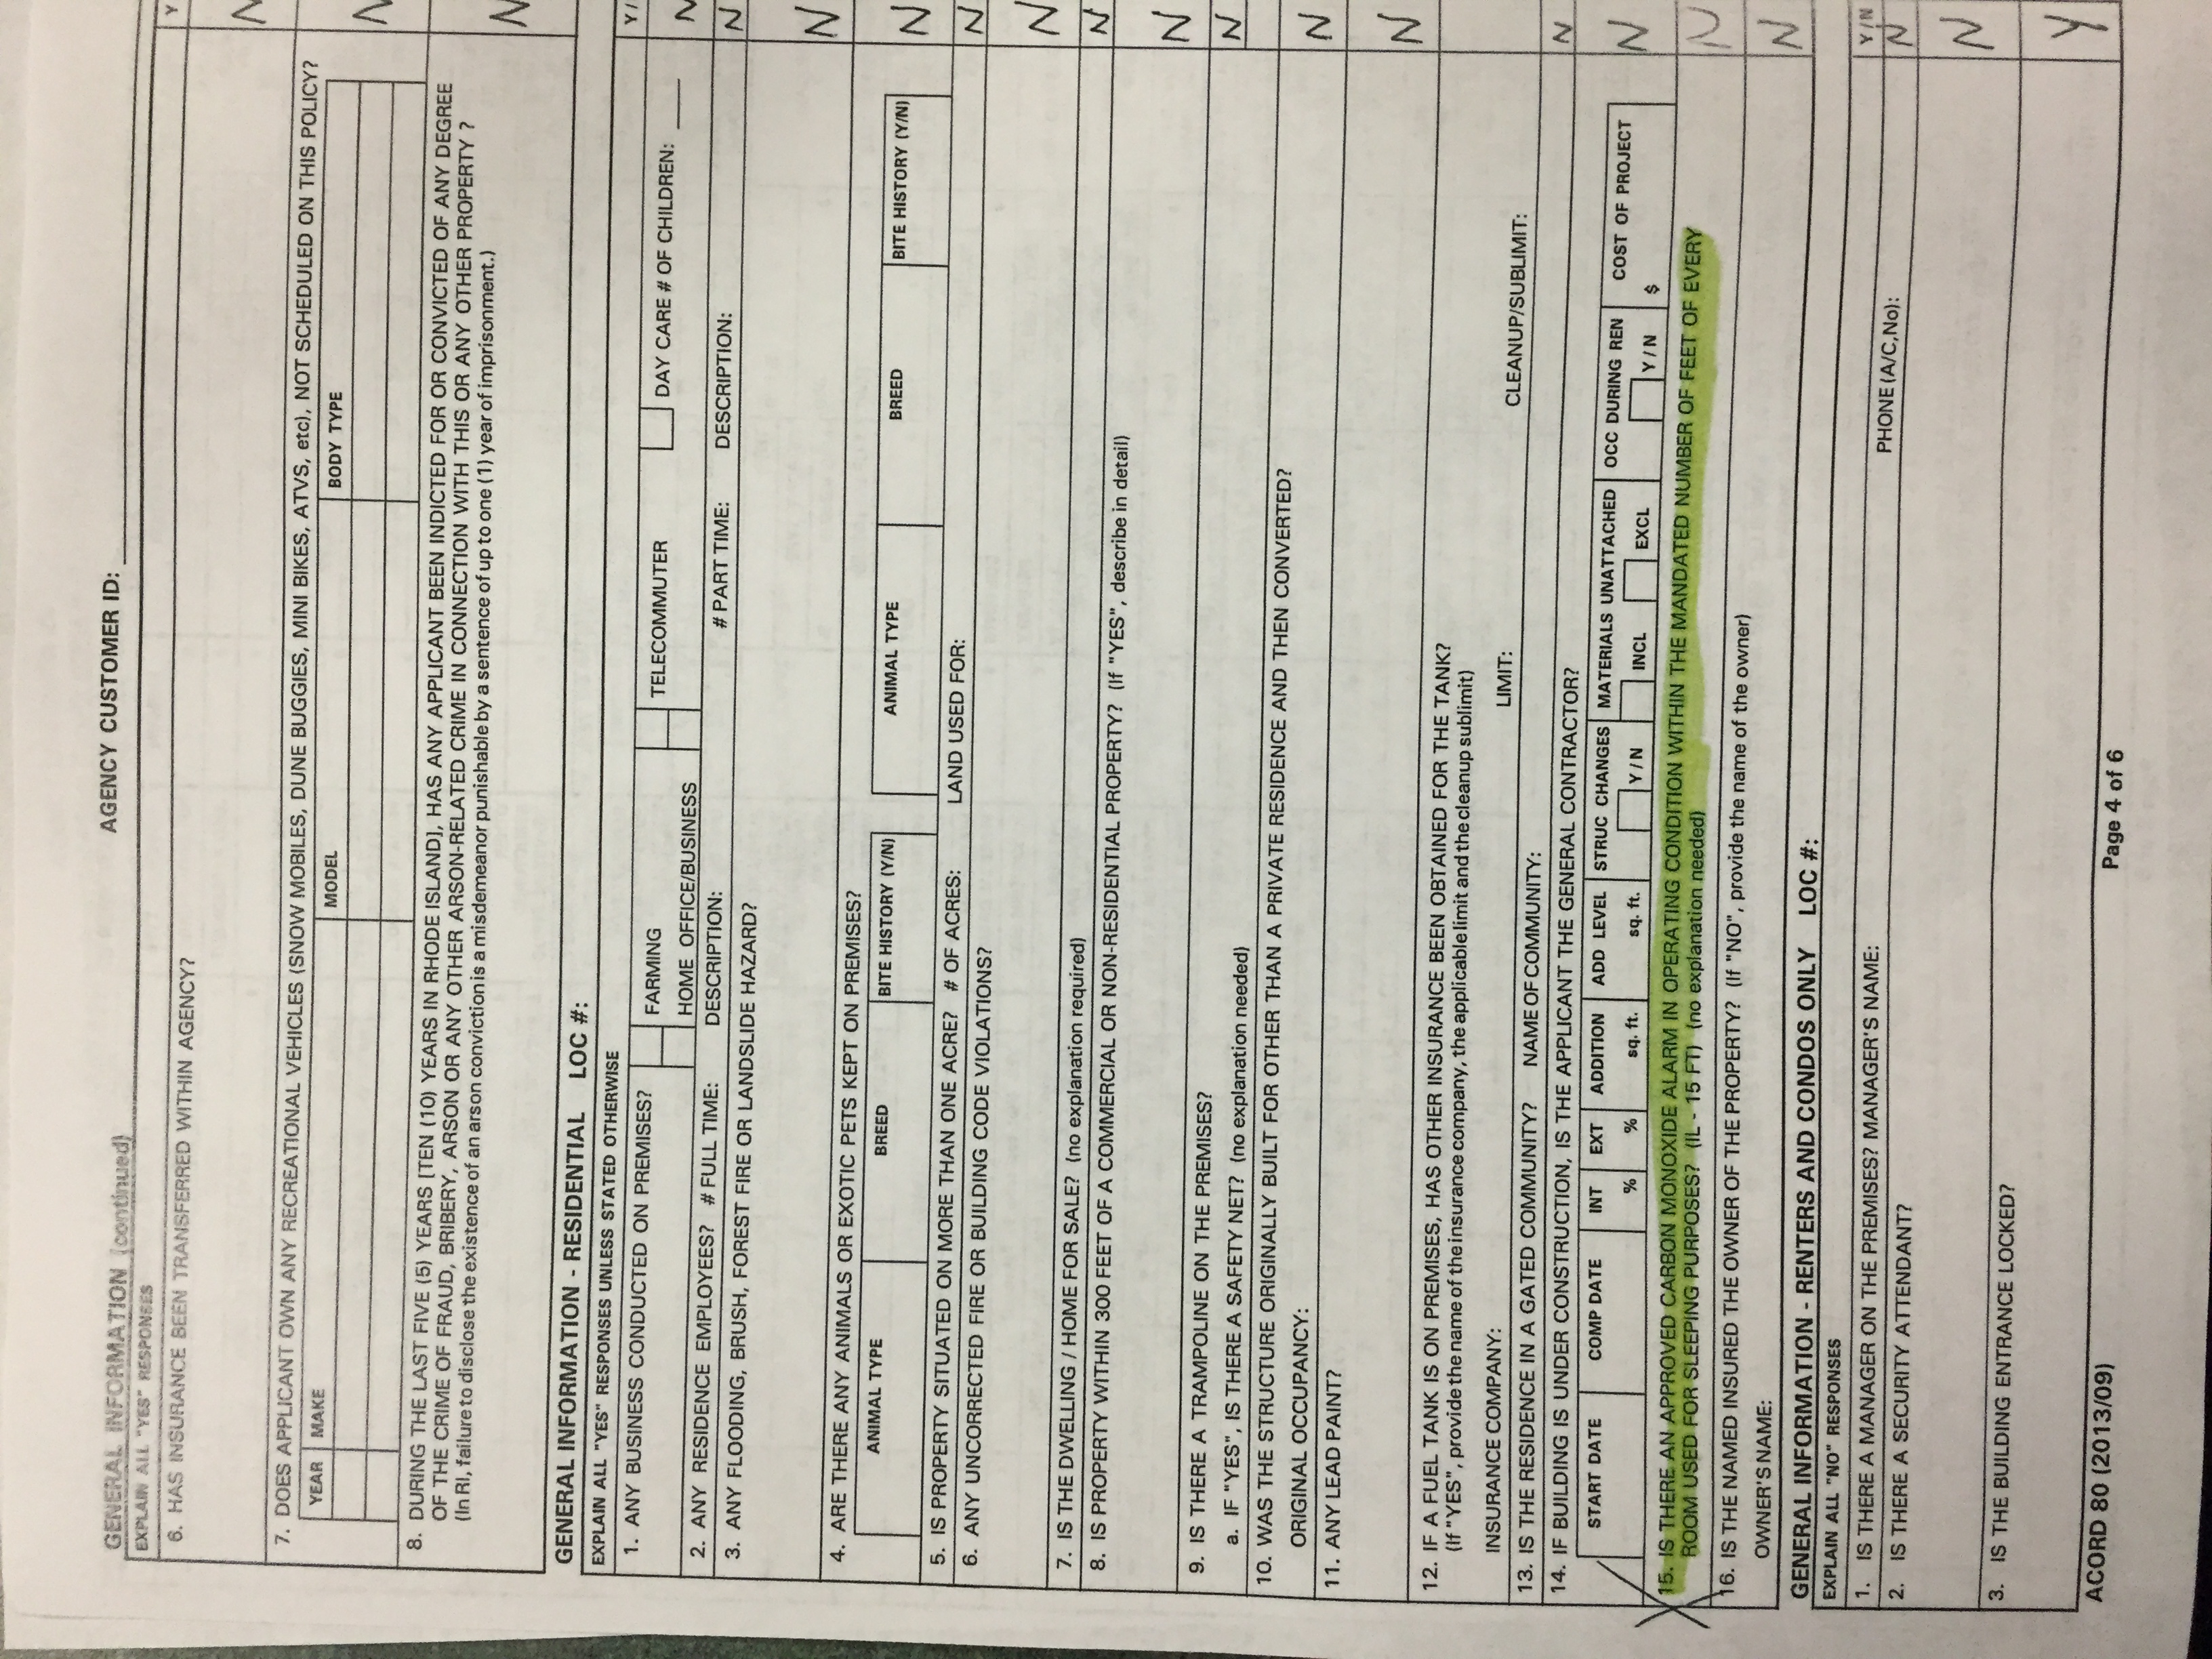 GENERAL INFORMATION (continued)
AGENCY CUSTOMER ID:
EXPLAIN ALL "YES" RESPONSES
Y
6. HAS INSURANCE BEEN TRANSFERRED WITHIN AGENCY?
N
7. DOES APPLICANT OWN ANY RECREATIONAL VEHICLES (SNOW MOBILES, DUNE BUGGIES, MINI BIKES, ATVS, etc), NOT SCHEDULED ON THIS POLICY?
YEAR MAKE MODEL BODY TYPE
N
8. DURING THE LAST FIVE (5) YEARS [TEN (10) YEARS IN RHODE ISLAND], HAS ANY APPLICANT BEEN INDICTED FOR OR CONVICTED OF ANY DEGREE
OF THE CRIME OF FRAUD, BRIBERY, ARSON OR ANY OTHER ARSON-RELATED CRIME IN CONNECTION WITH THIS OR ANY OTHER PROPERTY ?
(In RI, failure to disclose the existence of an arson conviction is a misdemeanor punishable by a sentence of up to one (1) year of imprisonment.)
N
GENERAL INFORMATION - RESIDENTIAL LOC #:
EXPLAIN ALL "YES" RESPONSES UNLESS STATED OTHERWISE
Y/
1. ANY BUSINESS CONDUCTED ON PREMISES? FARMING TELECOMMUTER DAY CARE # OF CHILDREN:
HOME OFFICE/BUSINESS
N
2. ANY RESIDENCE EMPLOYEES? # FULL TIME: DESCRIPTION: # PART TIME: DESCRIPTION: N
3. ANY FLOODING, BRUSH, FOREST FIRE OR LANDSLIDE HAZARD?
N
4. ARE THERE ANY ANIMALS OR EXOTIC PETS KEPT ON PREMISES?
ANIMAL TYPE BREED BITE HISTORY (Y/N) ANIMAL TYPE BREED BITE HISTORY (Y/N)
N
5. IS PROPERTY SITUATED ON MORE THAN ONE ACRE? # OF ACRES: LAND USED FOR: N
6. ANY UNCORRECTED FIRE OR BUILDING CODE VIOLATIONS?
N
7. IS THE DWELLING / HOME FOR SALE? (no explanation required) N
8. IS PROPERTY WITHIN 300 FEET OF A COMMERCIAL OR NON-RESIDENTIAL PROPERTY? (If "YES", describe in detail)
N
9. IS THERE A TRAMPOLINE ON THE PREMISES?
a. IF "YES", IS THERE A SAFETY NET? (no explanation needed)
N
10. WAS THE STRUCTURE ORIGINALLY BUILT FOR OTHER THAN A PRIVATE RESIDENCE AND THEN CONVERTED?
ORIGINAL OCCUPANCY:
N
11. ANY LEAD PAINT?
N
12. IF A FUEL TANK IS ON PREMISES, HAS OTHER INSURANCE BEEN OBTAINED FOR THE TANK?
(If "YES", provide the name of the insurance company, the applicable limit and the cleanup sublimit)
INSURANCE COMPANY: LIMIT: CLEANUP/SUBLIMIT:
13. IS THE RESIDENCE IN A GATED COMMUNITY? NAME OF COMMUNITY: N
14. IF BUILDING IS UNDER CONSTRUCTION, IS THE APPLICANT THE GENERAL CONTRACTOR?
START DATE COMP DATE INT EXT ADDITION ADD LEVEL STRUC CHANGES MATERIALS UNATTACHED OCC DURING REN COST OF PROJECT
% % sq. ft. sq. ft. Y/N INCL EXCL Y/N $
N
15. IS THERE AN APPROVED CARBON MONOXIDE ALARM IN OPERATING CONDITION WITHIN THE MANDATED NUMBER OF FEET OF EVERY
ROOM USED FOR SLEEPING PURPOSES? (IL - 15 FT) (no explanation needed)
N
16. IS THE NAMED INSURED THE OWNER OF THE PROPERTY? (If "NO", provide the name of the owner)
OWNER'S NAME:
N
GENERAL INFORMATION - RENTERS AND CONDOS ONLY LOC #:
EXPLAIN ALL "NO" RESPONSES
Y/N
1. IS THERE A MANAGER ON THE PREMISES? MANAGER'S NAME: PHONE (A/C,No): N
2. IS THERE A SECURITY ATTENDANT?
N
3. IS THE BUILDING ENTRANCE LOCKED?
Y
ACORD 80 (2013/09)
Page 4 of 6